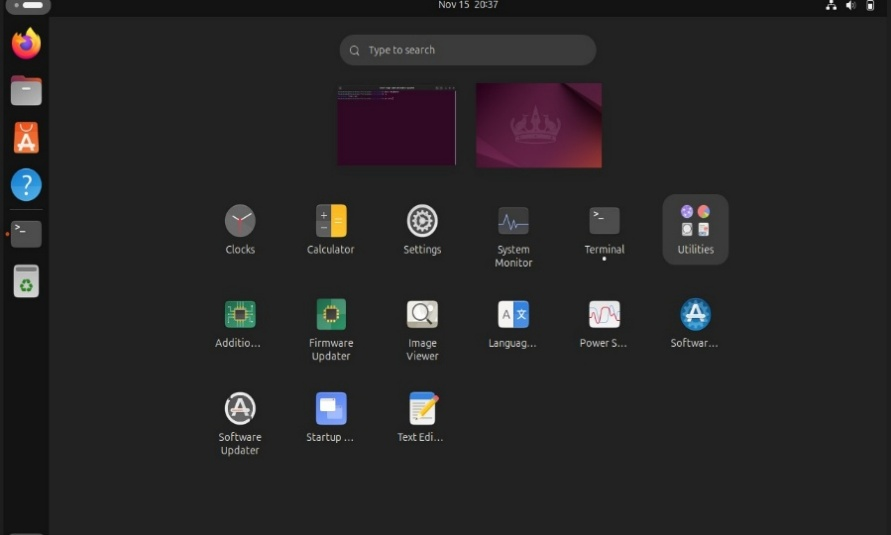 Nov 15 20:37
Type to search
Clocks
Calculator
Settings
System
Monitor
Terminal
Utilities
Additio...
Firmware
Updater
Image
Viewer
Languag...
Power S...
Softwar...
Software
Updater
Startup ...
Text Edi...